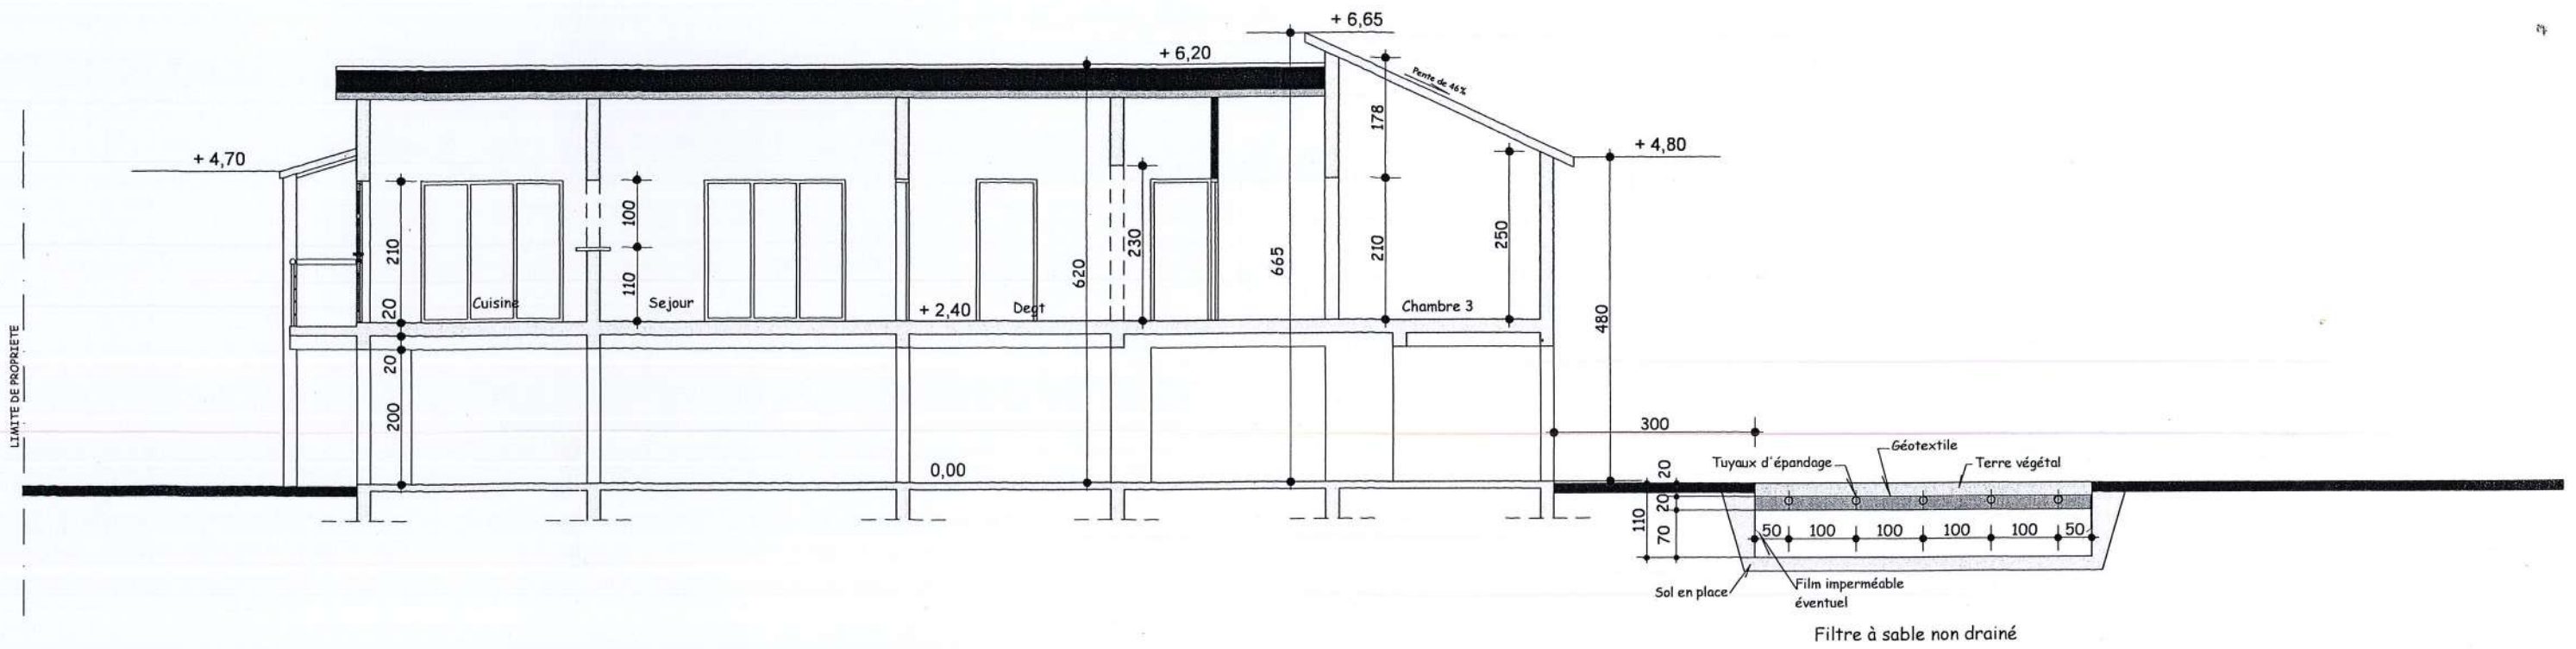 + 6,65
+ 6,20
Pente de 46%
178
+ 4,80
+ 4,70
210
20
20
200
Cuisine
100
110
Sejour
+ 2,40
Degt
620
230
665
210
Chambre 3
250
480
0,00
LIMITE DE PROPRIETE
300
Géotextile
Tuyaux d'épandage
Terre végétal
20
20
110
70
50
100
100
100
100
50
Sol en place
Film imperméable
éventuel
Filtre à sable non drainé